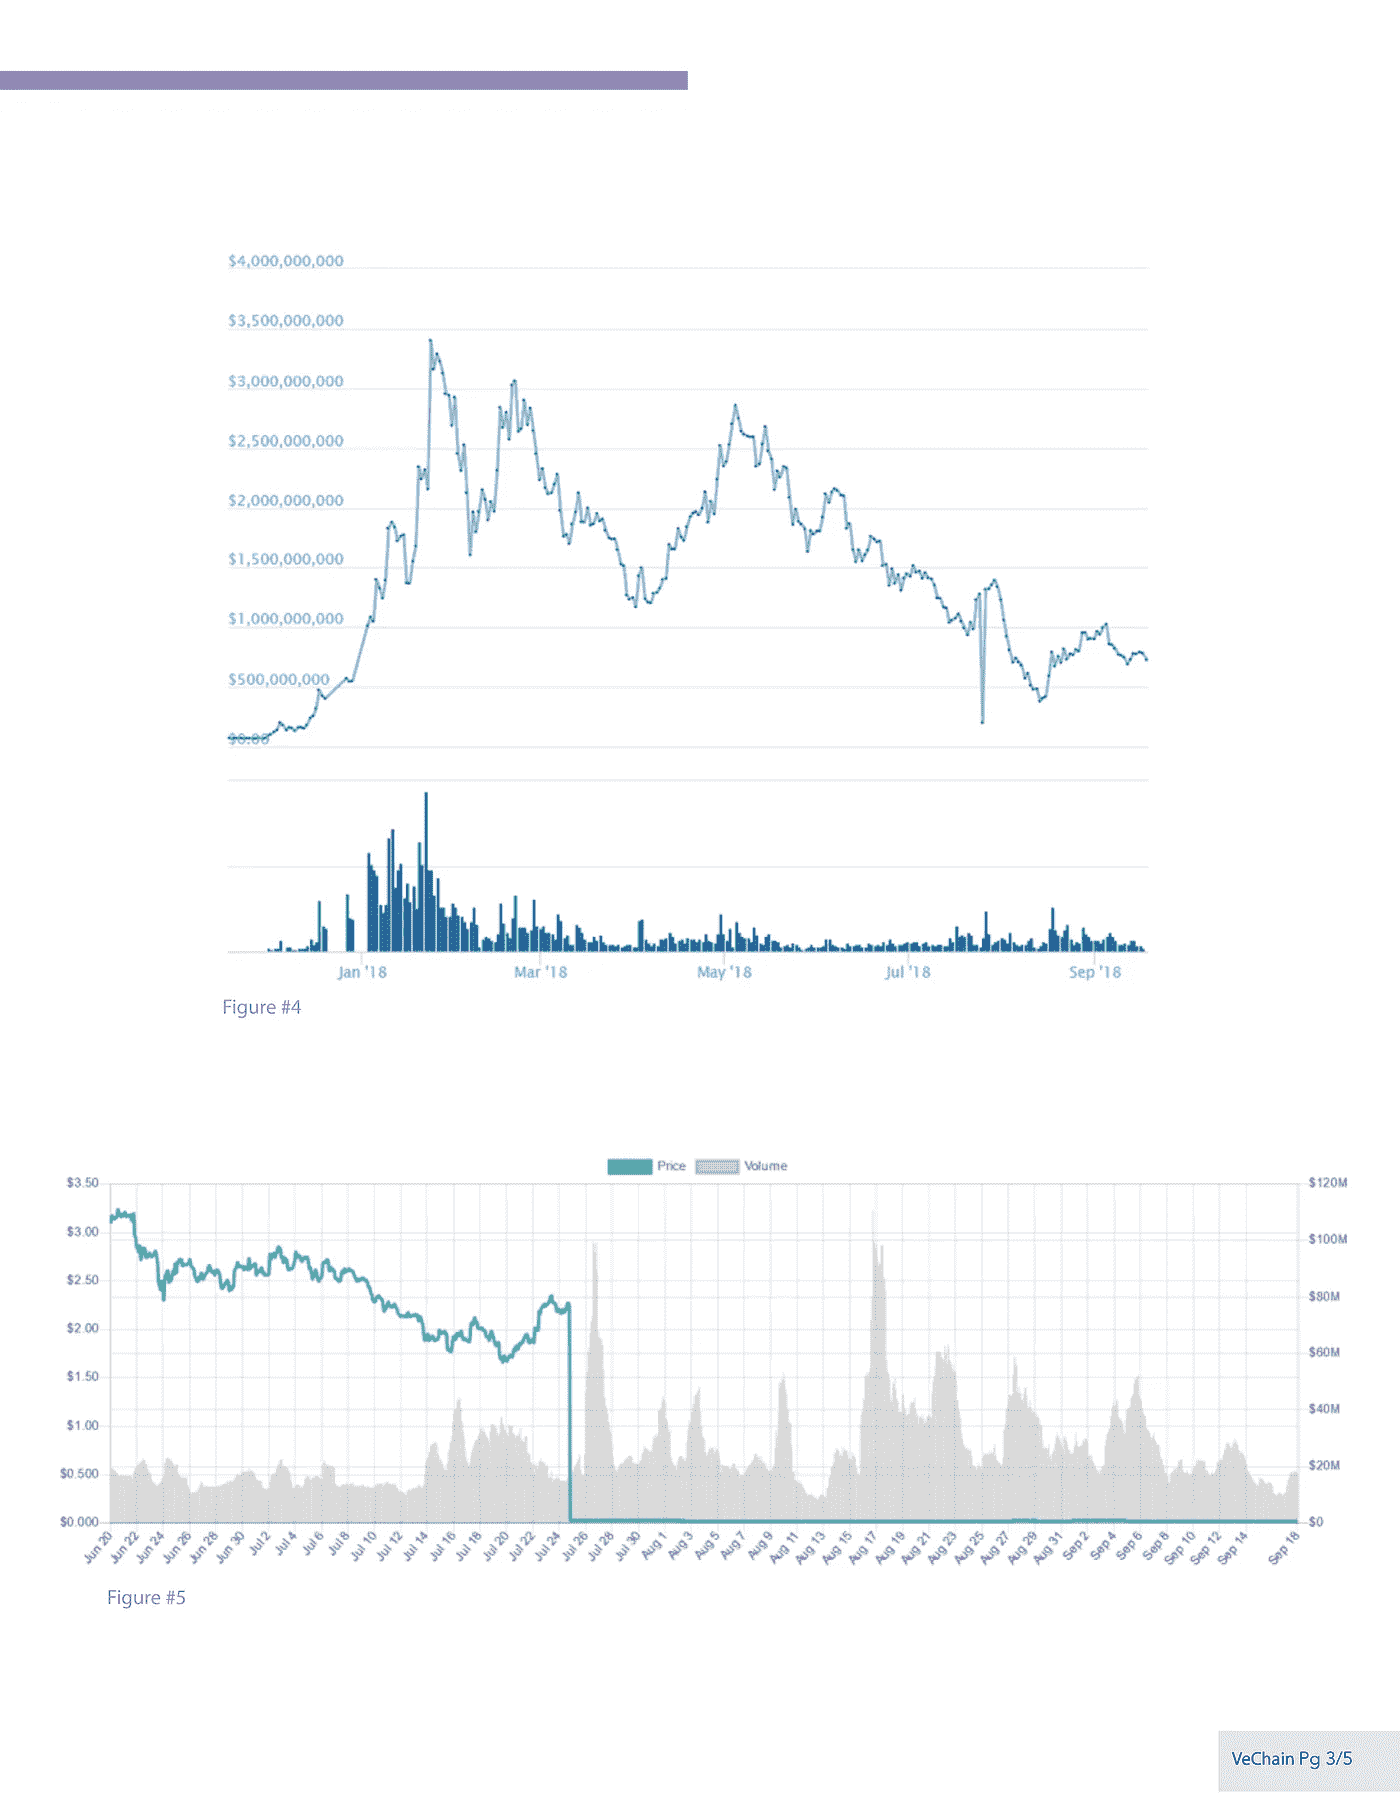 $4,000,000,000
$3,500,000,000
$3,000,000,000
$2,500,000,000
$2,000,000,000
$1,500,000,000
$1,000,000,000
$500,000,000
$0.00
Jan '18 Mar '18 May '18 Jul '18 Sep '18
Figure #4
Price Volume
$3.50 $120M
$3.00 $100M
$2.50 $80M
$2.00
$1.50 $60M
$1.00 $40M
$0.500 $20M
$0.000 $0
Jun 20 Jun 22 Jun 24 Jun 26 Jun 28 Jun 30 Jul 2 Jul 4 Jul 6 Jul 8 Jul 10 Jul 12 Jul 14 Jul 16 Jul 18 Jul 20 Jul 22 Jul 24 Jul 26 Jul 28 Jul 30 Aug 1 Aug 3 Aug 5 Aug 7 Aug 9 Aug 11 Aug 13 Aug 15 Aug 17 Aug 19 Aug 21 Aug 23 Aug 25 Aug 27 Aug 29 Aug 31 Sep 2 Sep 4 Sep 6 Sep 8 Sep 10 Sep 12 Sep 14 Sep 18
Figure #5
VeChain Pg 3/5